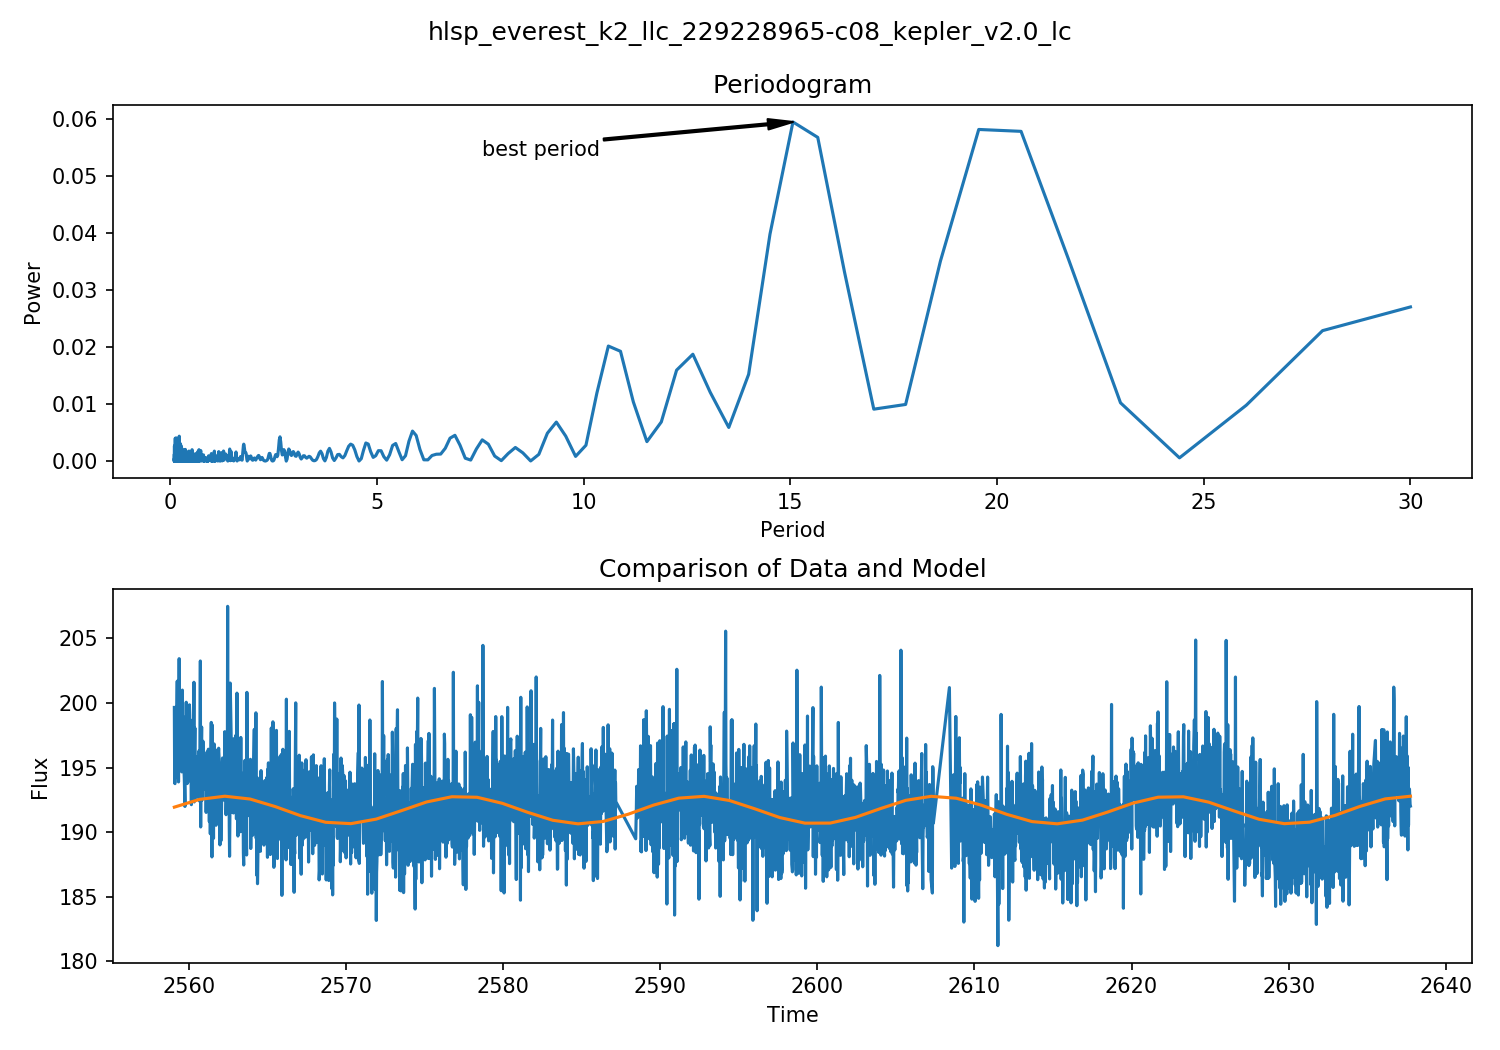 hlsp_everest_k2_llc_229228965-c08_kepler_v2.0_lc
Periodogram
0.06
0.05
0.04
0.03
0.02
0.01
0.00
Power
best period
0 5 10 15 20 25 30
Period
Comparison of Data and Model
205
200
195
190
185
180
Flux
2560 2570 2580 2590 2600 2610 2620 2630 2640
Time